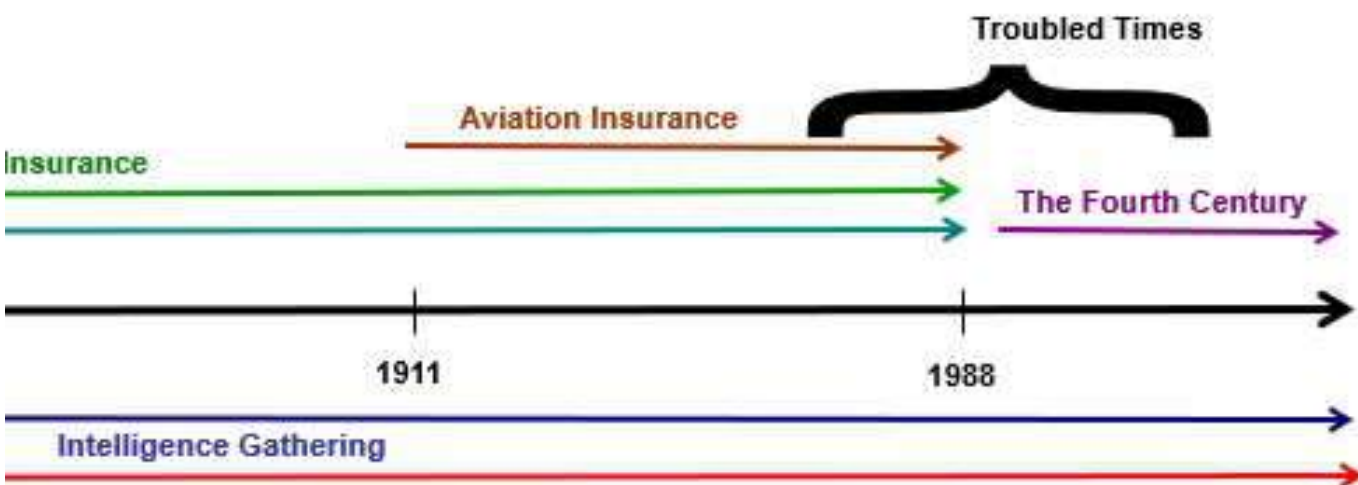 Troubled Times
Aviation Insurance
Insurance
The Fourth Century
1911
1988
Intelligence Gathering